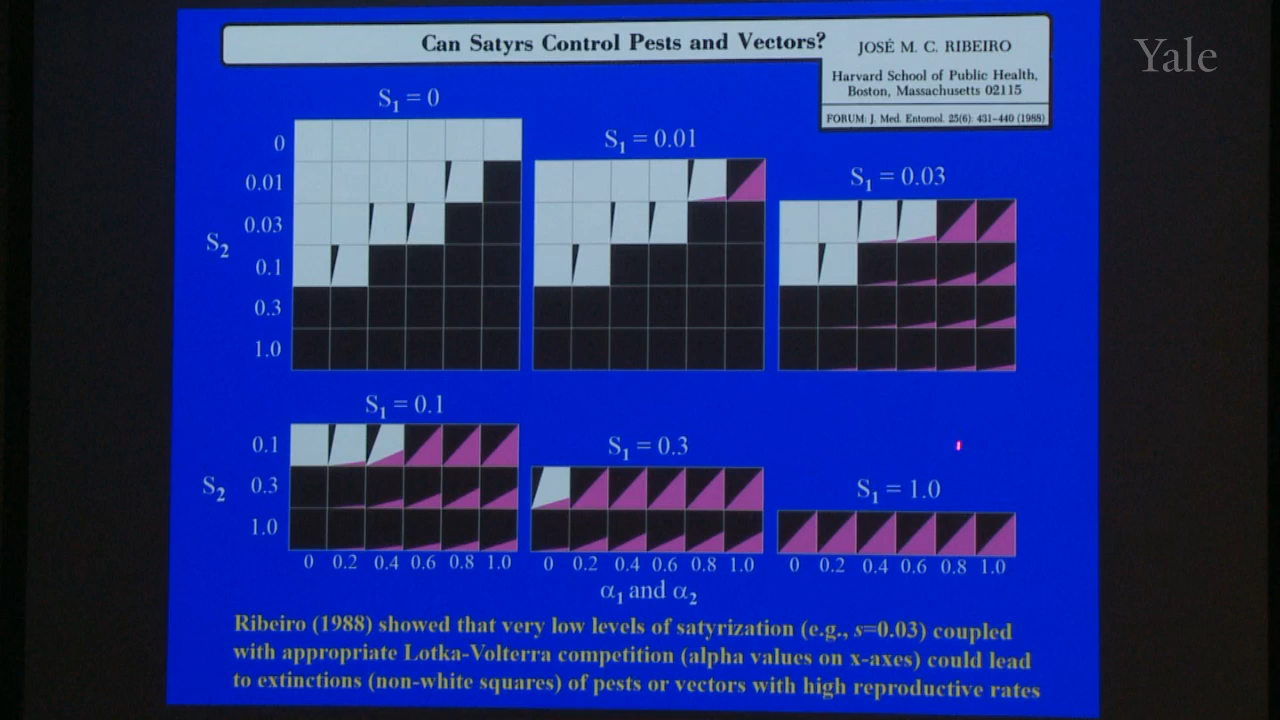 Can Satyrs Control Pests and Vectors?
JOSÉ M. C. RIBEIRO
Harvard School of Public Health,
Boston, Massachusetts 02115
FORUM: J. Med. Entomol. 25(6): 431-440 (1988)
Yale
S1 = 0
S1 = 0.01
S1 = 0.03
S2
0
0.01
0.03
0.1
0.3
1.0
S1 = 0.1
S1 = 0.3
S1 = 1.0
S2
0.1
0.3
1.0
0 0.2 0.4 0.6 0.8 1.0
0 0.2 0.4 0.6 0.8 1.0
0 0.2 0.4 0.6 0.8 1.0
α1 and α2
Ribeiro (1988) showed that very low levels of satyrization (e.g., s=0.03) coupled
with appropriate Lotka-Volterra competition (alpha values on x-axes) could lead
to extinctions (non-white squares) of pests or vectors with high reproductive rates